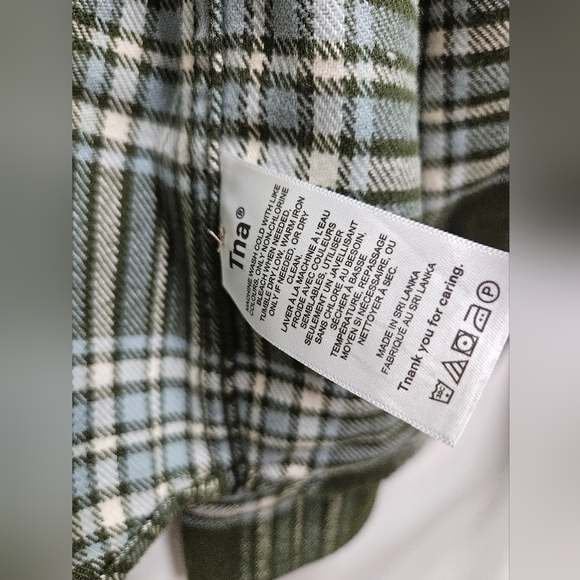 Tna®
MACHINE WASH COLD WITH LIKE
COLOURS, ONLY NON-CHLORINE
BLEACH WHEN NEEDED,
TUMBLE DRY LOW, WARM IRON
ONLY IF NEEDED, OR DRY
CLEAN.
LAVER À LA MACHINE À L'EAU
FROIDE AVEC COULEURS
SEMBLABLES, UTILISER
SEULEMENT UN JAVELLISANT
SANS CHLORE AU BESOIN,
SÉCHER À BASSE
TEMPÉRATURE, REPASSAGE
MOYEN SI NÉCESSAIRE, OU
NETTOYER À SEC.
MADE IN SRI LANKA
FABRIQUE AU SRI LANKA
Thank you for caring.
30C
P